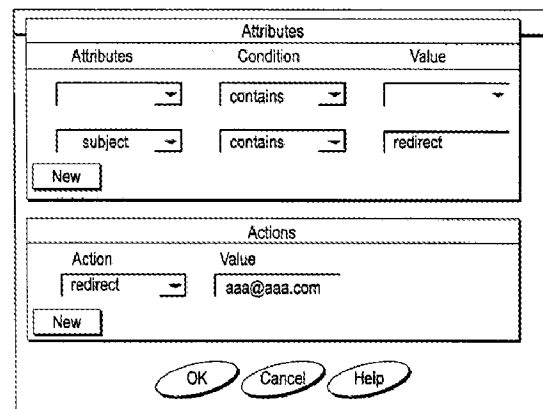 Attributes
Attributes Condition Value
contains
subject contains redirect
New
Actions
Action Value
redirect aaa@aaa.com
New
OK Cancel Help